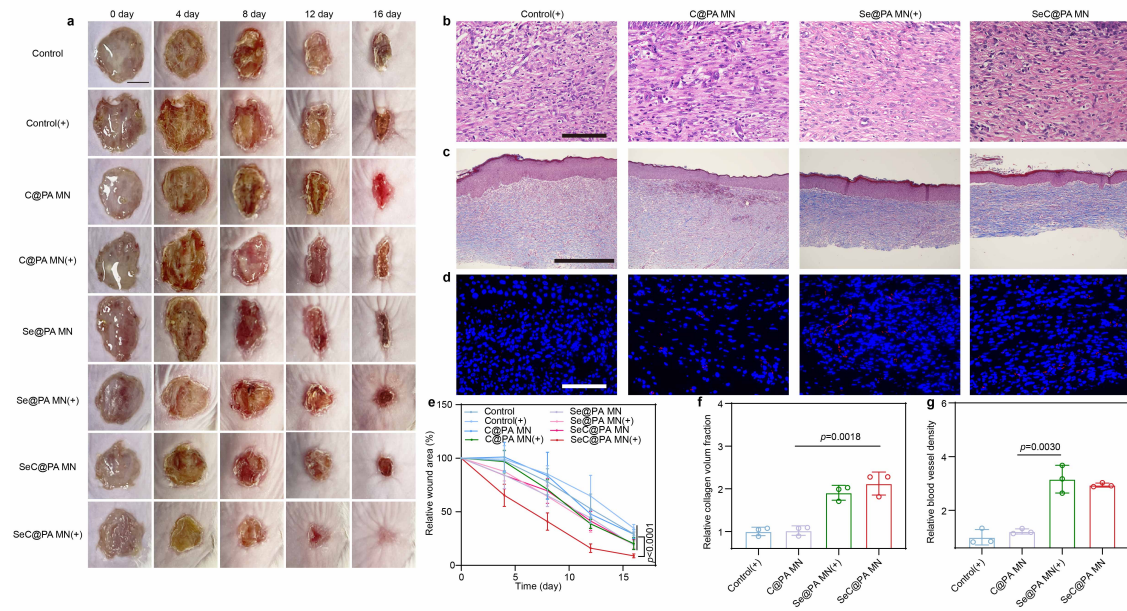 a
0 day 4 day 8 day 12 day 16 day
Control
Control(+)
C@PA MN
C@PA MN(+)
Se@PA MN
Se@PA MN(+)
SeC@PA MN
SeC@PA MN(+)
b
Control(+) C@PA MN Se@PA MN(+) SeC@PA MN
c
d
e
Relative wound area (%)
150
100
50
0
0 5 10 15
Time (day)
Control
Control(+)
C@PA MN
C@PA MN(+)
Se@PA MN
Se@PA MN(+)
SeC@PA MN
SeC@PA MN(+)
p<0.0001
f
Relative collagen volum fraction
4
3
2
1
p=0.0018
Control(+) C@PA MN Se@PA MN(+) SeC@PA MN
g
Relative blood vessel density
6
4
2
p=0.0030
Control(+) C@PA MN Se@PA MN(+) SeC@PA MN